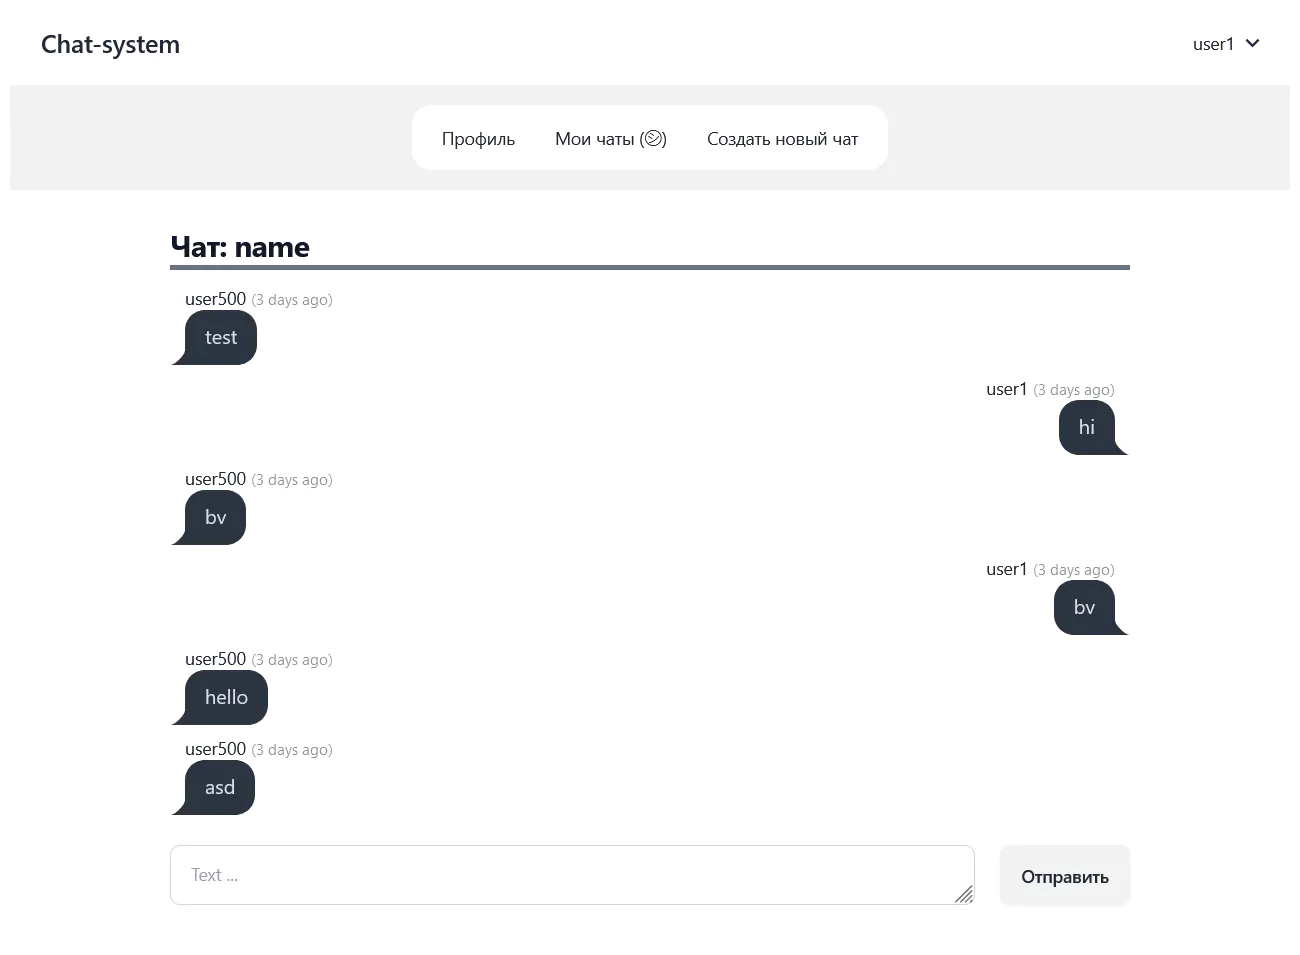 Chat-system
user1
Профиль
Мои чаты (㋡)
Создать новый чат
Чат: name
user500 (3 days ago)
test
user1 (3 days ago)
hi
user500 (3 days ago)
bv
user1 (3 days ago)
bv
user500 (3 days ago)
hello
user500 (3 days ago)
asd
Text ...
Отправить